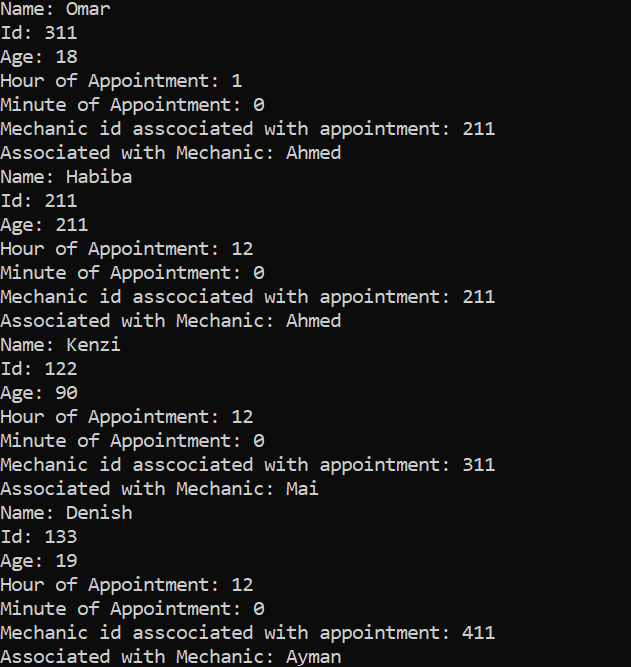 Name: Omar
Id: 311
Age: 18
Hour of Appointment: 1
Minute of Appointment: 0
Mechanic id asscociated with appointment: 211
Associated with Mechanic: Ahmed
Name: Habiba
Id: 211
Age: 211
Hour of Appointment: 12
Minute of Appointment: 0
Mechanic id asscociated with appointment: 211
Associated with Mechanic: Ahmed
Name: Kenzi
Id: 122
Age: 90
Hour of Appointment: 12
Minute of Appointment: 0
Mechanic id asscociated with appointment: 311
Associated with Mechanic: Mai
Name: Denish
Id: 133
Age: 19
Hour of Appointment: 12
Minute of Appointment: 0
Mechanic id asscociated with appointment: 411
Associated with Mechanic: Ayman